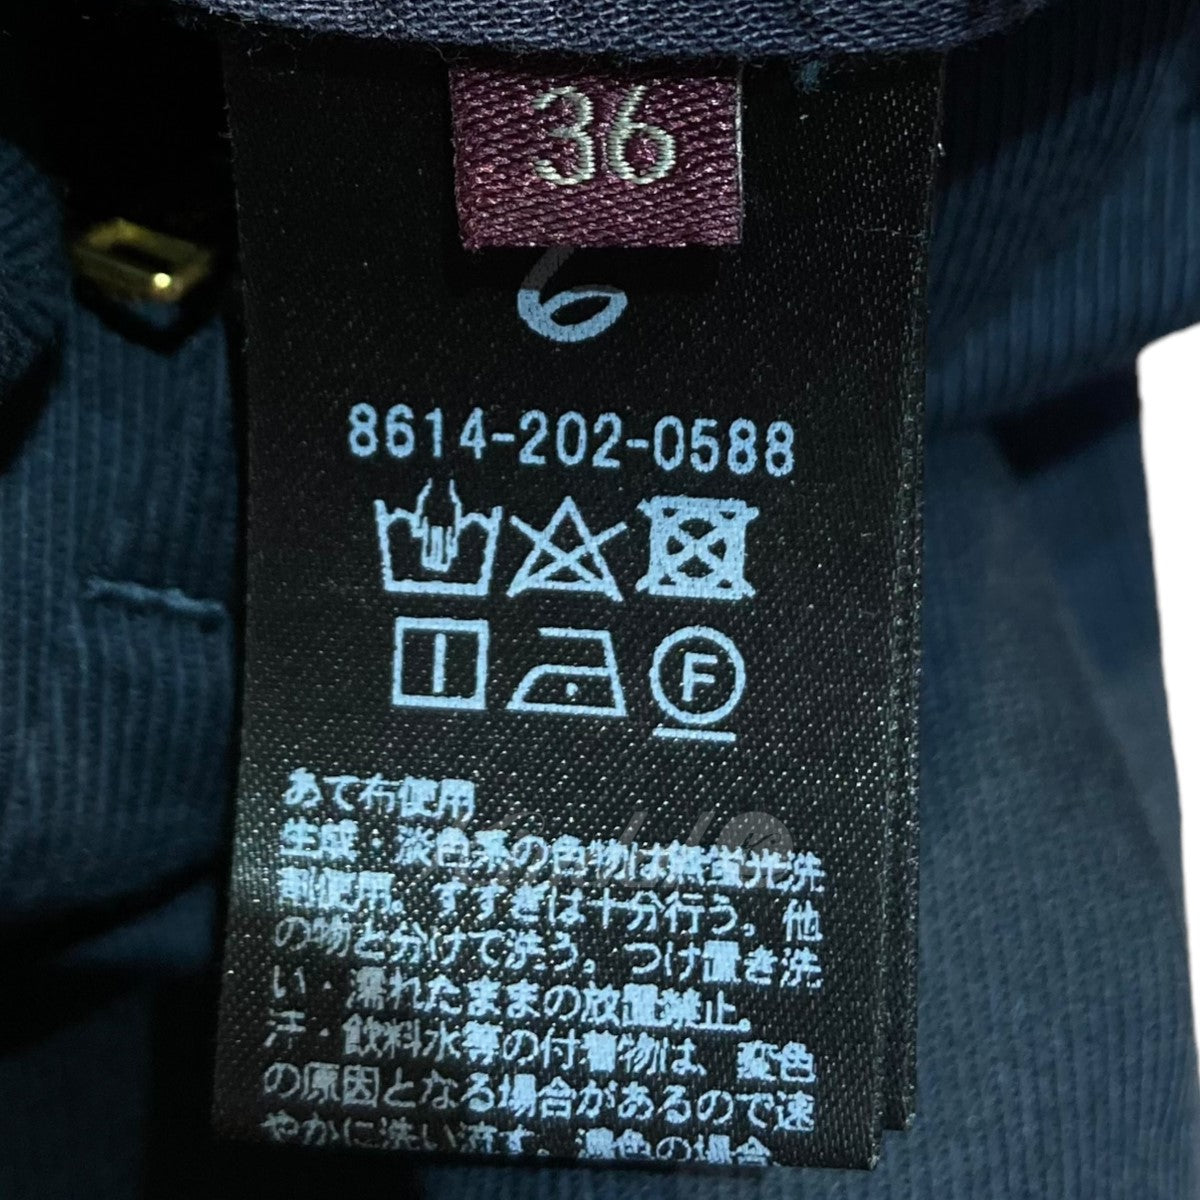 36
6
8614-202-0588
F
あて布使用
生成・淡色系の色物は無蛍光洗
剤使用。すすぎは十分行う。他
の物と分けて洗う。つけ置き洗
い・濡れたままの放置禁止。
汗・飲料水等の付着物は、変色
の原因となる場合があるので速
やかに洗い流す。濃色の場合、